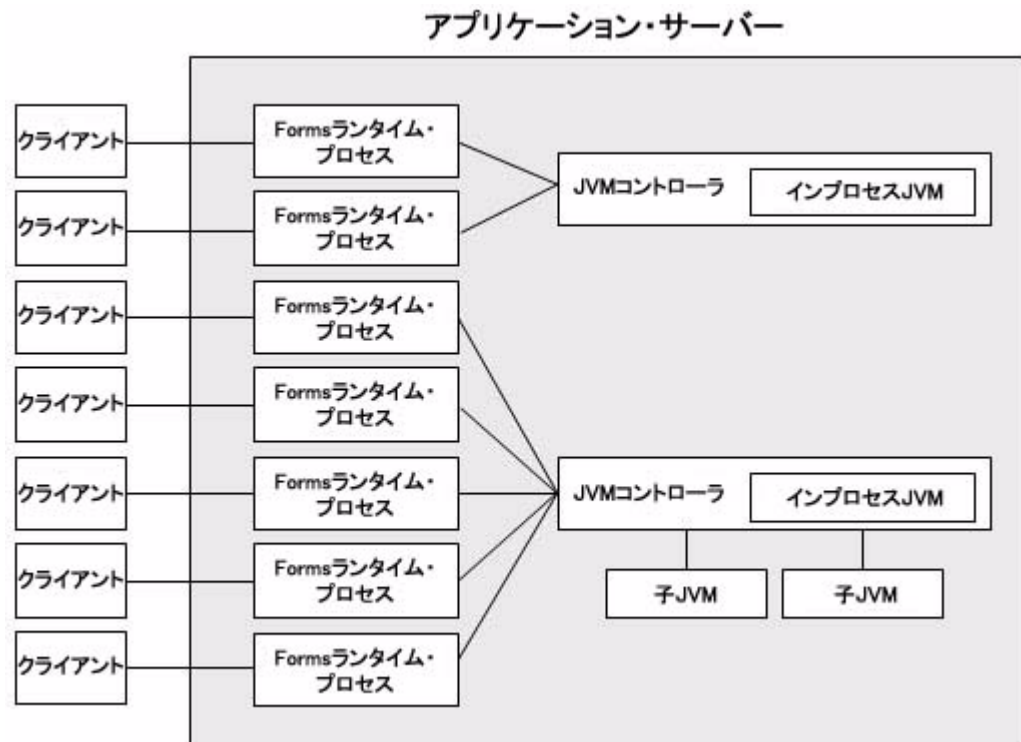 アプリケーション・サーバー
クライアント
Formsランタイム・
プロセス
JVMコントローラ
インプロセスJVM
クライアント
Formsランタイム・
プロセス
クライアント
Formsランタイム・
プロセス
クライアント
Formsランタイム・
プロセス
クライアント
Formsランタイム・
プロセス
JVMコントローラ
インプロセスJVM
クライアント
Formsランタイム・
プロセス
子JVM
子JVM
クライアント
Formsランタイム・
プロセス